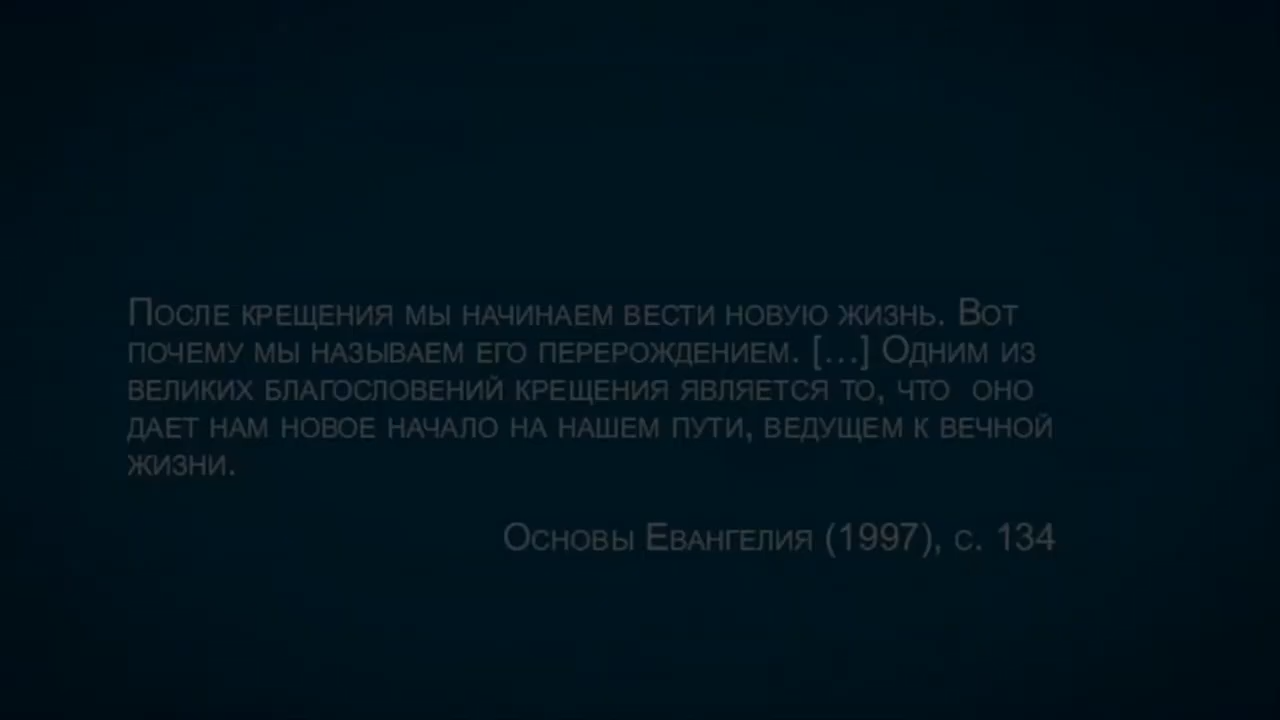 После крещения мы начинаем вести новую жизнь. Вот
почему мы называем его перерождением. […] Одним из
великих благословений крещения является то, что  оно
дает нам новое начало на нашем пути, ведущем к вечной
жизни.
Основы Евангелия (1997), с. 134